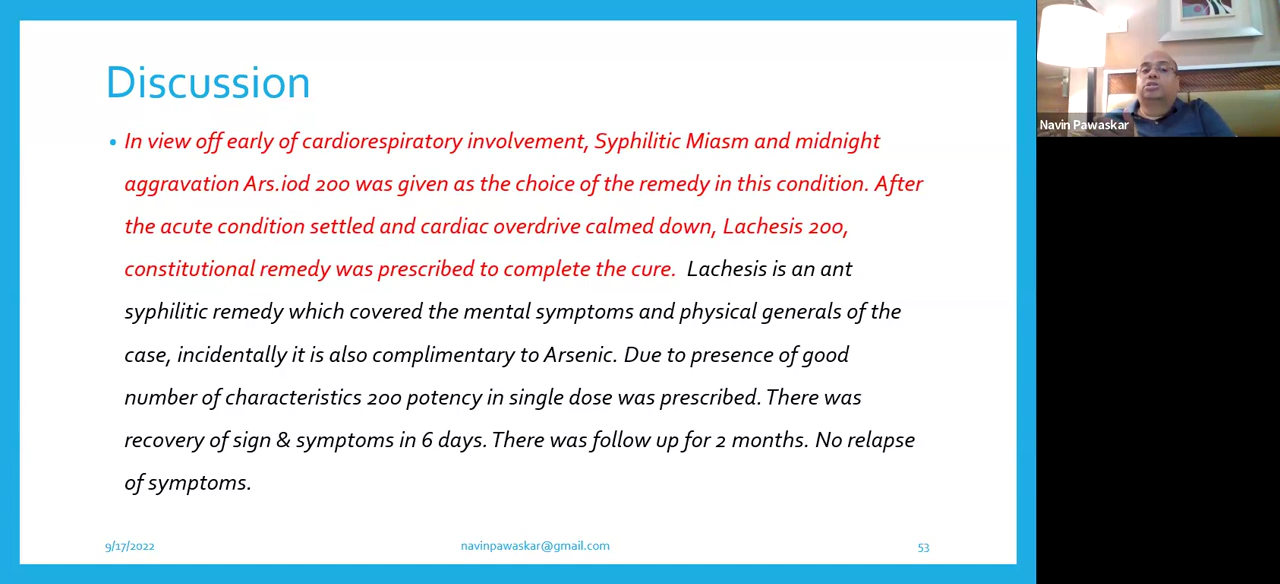 Discussion
• In view off early of cardiorespiratory involvement, Syphilitic Miasm and midnight
aggravation Ars.iod 200 was given as the choice of the remedy in this condition. After
the acute condition settled and cardiac overdrive calmed down, Lachesis 200,
constitutional remedy was prescribed to complete the cure. Lachesis is an ant
syphilitic remedy which covered the mental symptoms and physical generals of the
case, incidentally it is also complimentary to Arsenic. Due to presence of good
number of characteristics 200 potency in single dose was prescribed. There was
recovery of sign & symptoms in 6 days. There was follow up for 2 months. No relapse
of symptoms.
9/17/2022
navinpawaskar@gmail.com
53
Navin Pawaskar